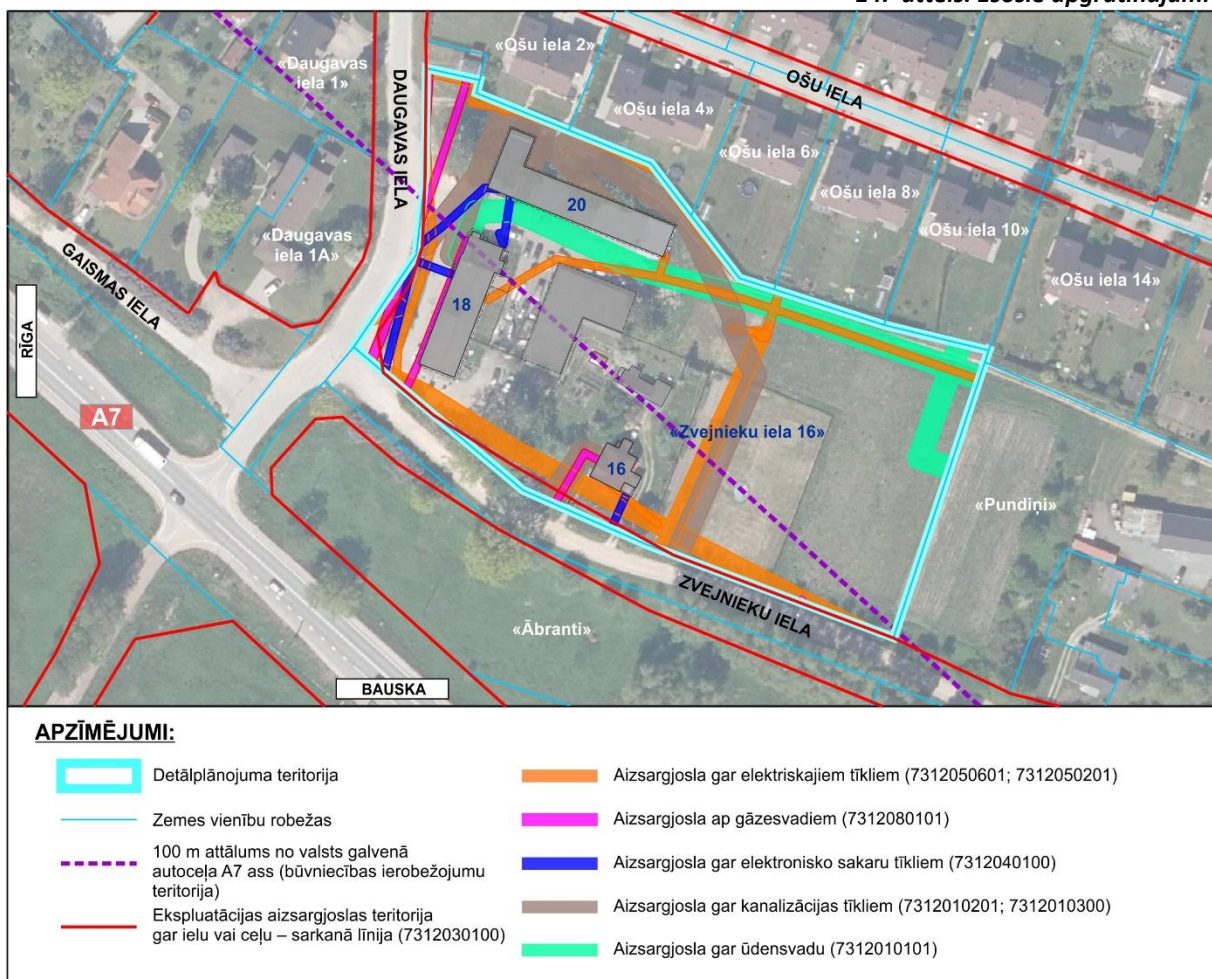 «Ošu iela 2»
OŠU IELA
«Daugavas
iela 1»
DAUGAVAS IELA
«Ošu iela 4»
«Ošu iela 6»
«Ošu iela 8»
20
«Ošu iela 10»
«Daugavas
iela 1A»
GAISMAS IELA
«Ošu iela 14»
18
RĪGA
A7
«Zvejnieku iela 16»
16
«Pundiņi»
ZVEJNIEKU IELA
«Ābranti»
BAUSKA
APZĪMĒJUMI:
Detālplānojuma teritorija
Zemes vienību robežas
100 m attālums no valsts galvenā
autoceļa A7 ass (būvniecības ierobežojumu
teritorija)
Ekspluatācijas aizsargjoslas teritorija
gar ielu vai ceļu – sarkanā līnija (7312030100)
Aizsargjosla gar elektriskajiem tīkliem (7312050601; 7312050201)
Aizsargjosla ap gāzesvadiem (7312080101)
Aizsargjosla gar elektronisko sakaru tīkliem (7312040100)
Aizsargjosla gar kanalizācijas tīkliem (7312010201; 7312010300)
Aizsargjosla gar ūdensvadu (7312010101)